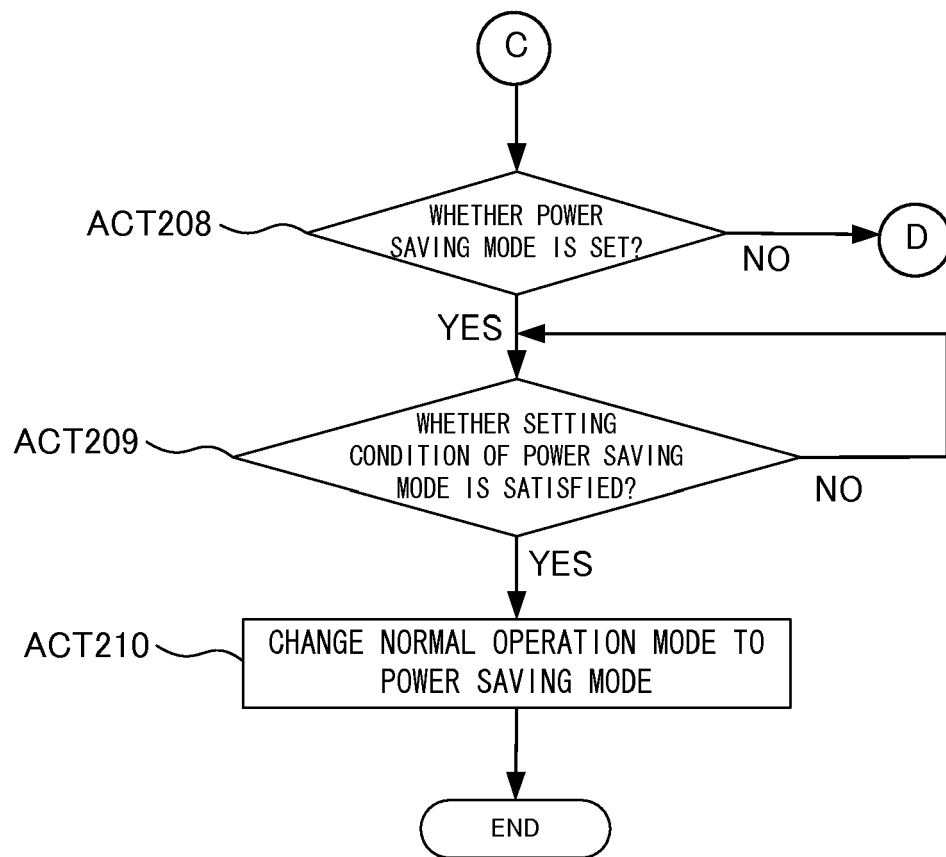 C
ACT208
WHETHER POWER
SAVING MODE IS SET?
D
NO
YES
ACT209
WHETHER SETTING
CONDITION OF POWER SAVING
MODE IS SATISFIED?
NO
YES
ACT210
CHANGE NORMAL OPERATION MODE TO
POWER SAVING MODE
END